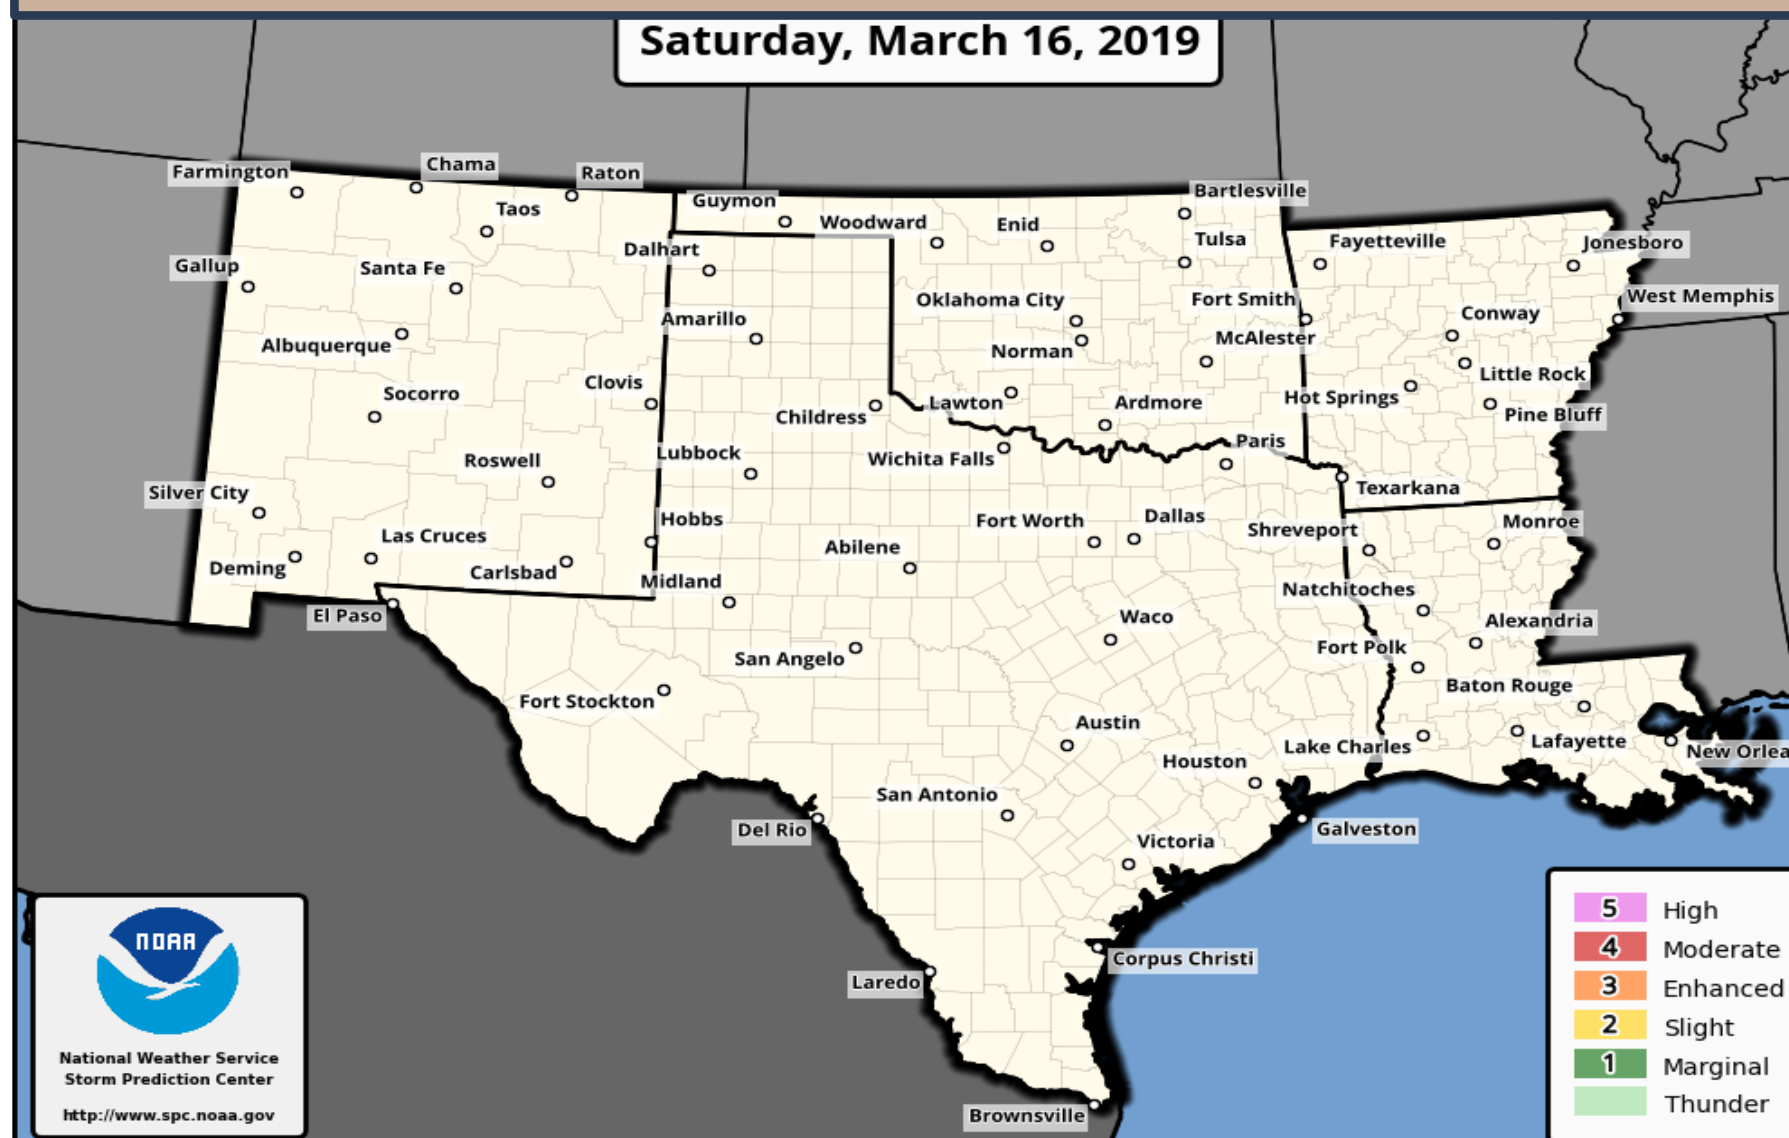 Saturday, March 16, 2019
Farmington
Chama
Raton
Taos
Guymon
Woodward
Enid
Bartlesville
Tulsa
Fayetteville
Jonesboro
Gallup
Santa Fe
Dalhart
Oklahoma City
Fort Smith
Conway
West Memphis
Albuquerque
Amarillo
Norman
McAlester
Little Rock
Socorro
Clovis
Childress
Lawton
Ardmore
Hot Springs
Pine Bluff
Roswell
Lubbock
Wichita Falls
Paris
Texarkana
Silver City
Las Cruces
Hobbs
Fort Worth
Dallas
Shreveport
Monroe
Deming
Carlsbad
Midland
Abilene
Natchitoches
El Paso
San Angelo
Waco
Fort Polk
Alexandria
Fort Stockton
Austin
Baton Rouge
Houston
Lake Charles
Lafayette
New Orlea
San Antonio
Del Rio
Victoria
Galveston
Corpus Christi
Laredo
Brownsville
NOAA
National Weather Service
Storm Prediction Center
http://www.spc.noaa.gov
5 High
4 Moderate
3 Enhanced
2 Slight
1 Marginal
Thunder